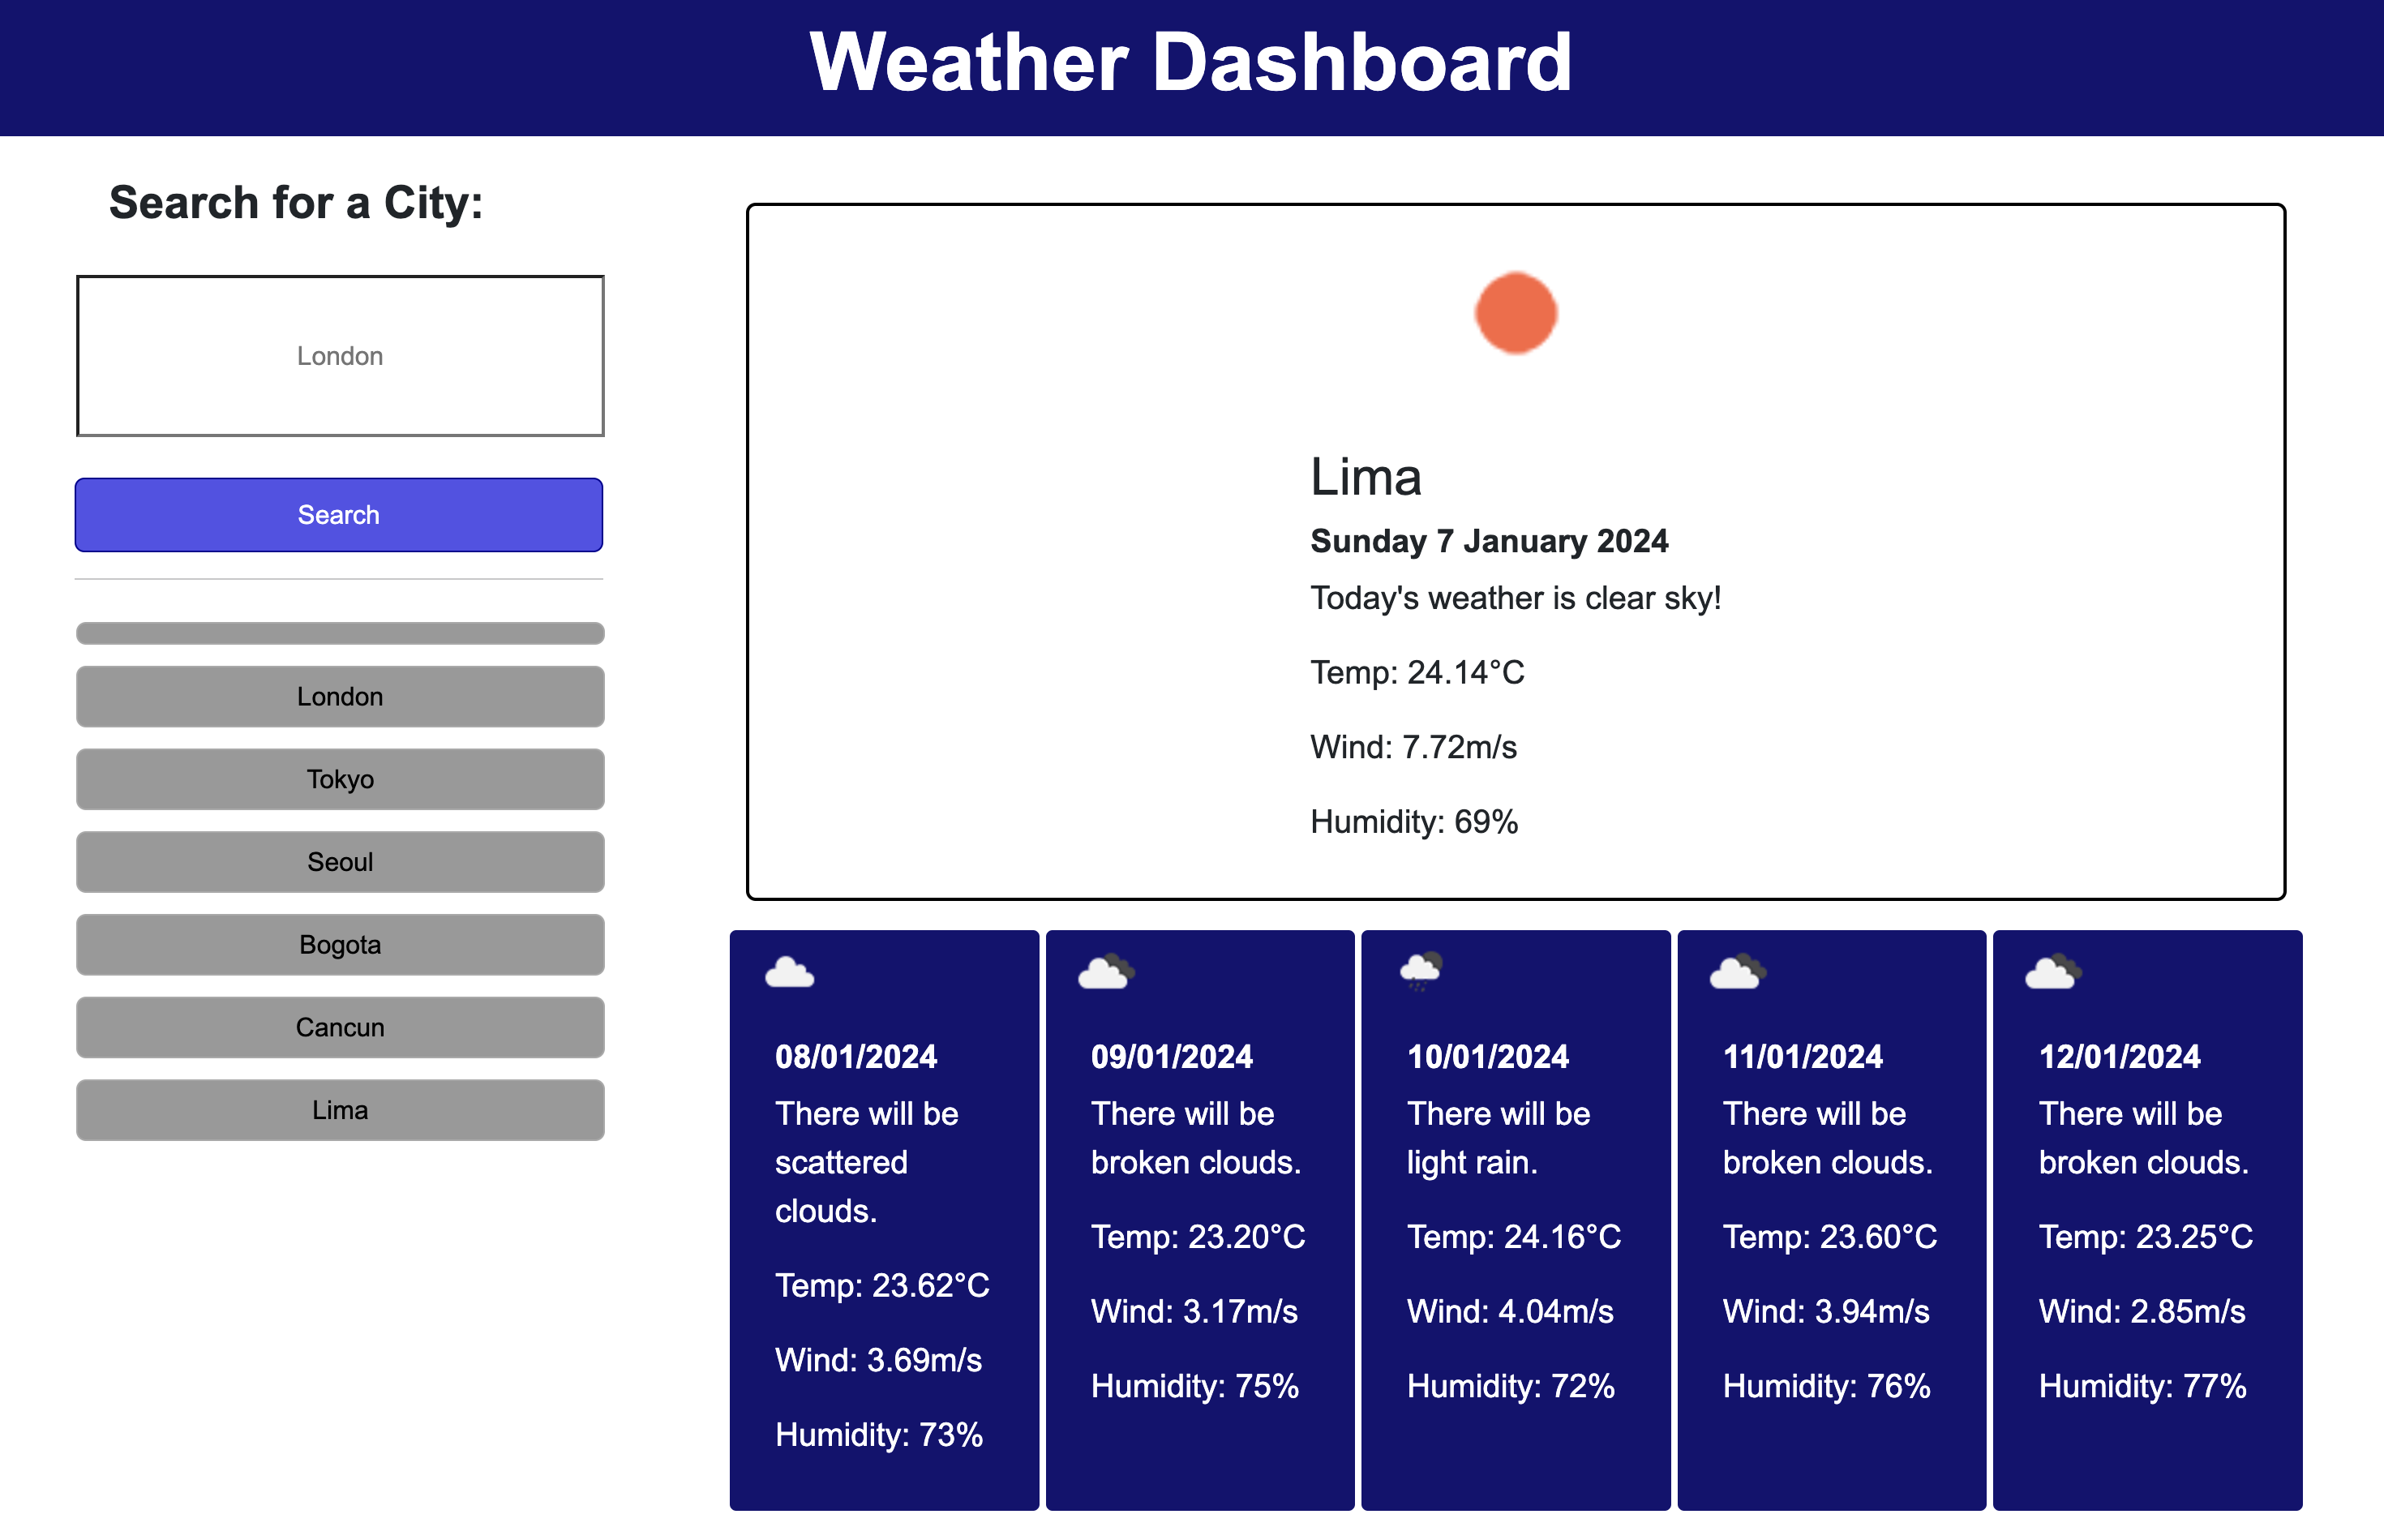 Weather Dashboard
Search for a City:
London
Search
London
Tokyo
Seoul
Bogota
Cancun
Lima
Lima
Sunday 7 January 2024
Today's weather is clear sky!
Temp: 24.14°C
Wind: 7.72m/s
Humidity: 69%
08/01/2024
There will be
scattered
clouds.
Temp: 23.62°C
Wind: 3.69m/s
Humidity: 73%
09/01/2024
There will be
broken clouds.
Temp: 23.20°C
Wind: 3.17m/s
Humidity: 75%
10/01/2024
There will be
light rain.
Temp: 24.16°C
Wind: 4.04m/s
Humidity: 72%
11/01/2024
There will be
broken clouds.
Temp: 23.60°C
Wind: 3.94m/s
Humidity: 76%
12/01/2024
There will be
broken clouds.
Temp: 23.25°C
Wind: 2.85m/s
Humidity: 77%